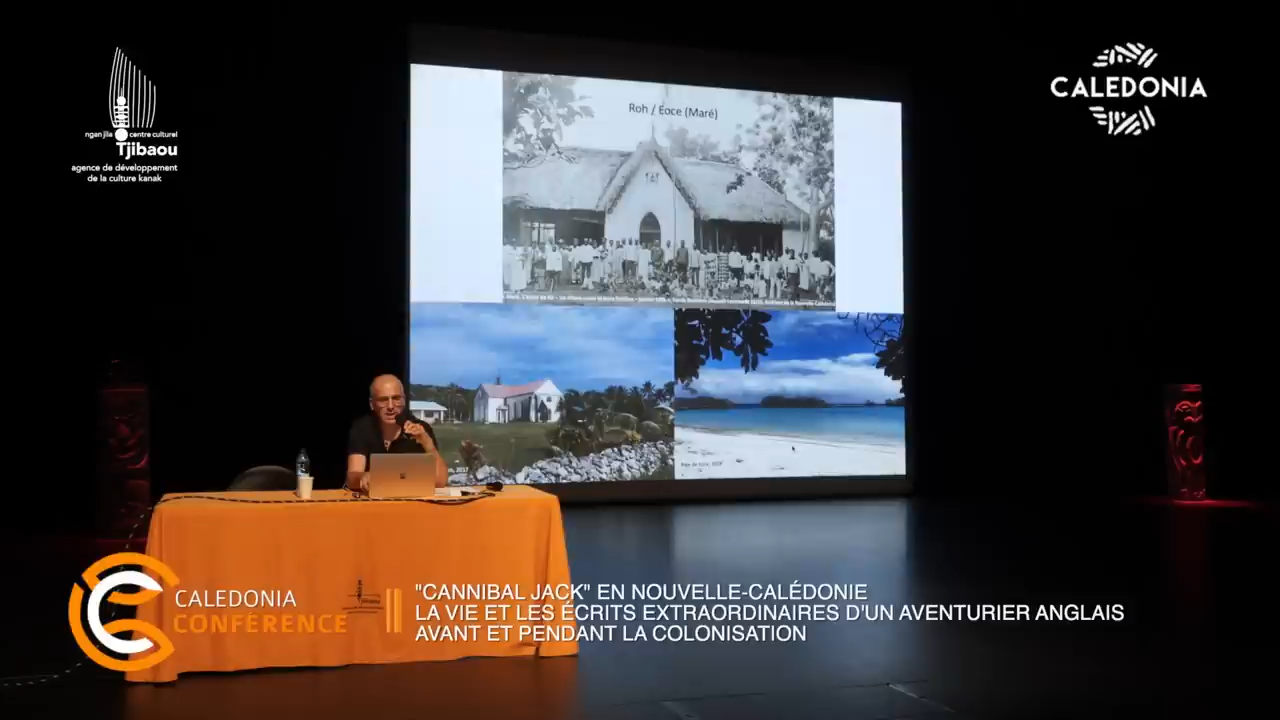 ngan jila centre culturel
Tjibaou
agence de développement
de la culture kanak
CALEDONIA
Roh / Eoce (Maré)
CALEDONIA
CONFÉRENCE
"CANNIBAL JACK" EN NOUVELLE-CALÉDONIE
LA VIE ET LES ÉCRITS EXTRAORDINAIRES D'UN AVENTURIER ANGLAIS
AVANT ET PENDANT LA COLONISATION